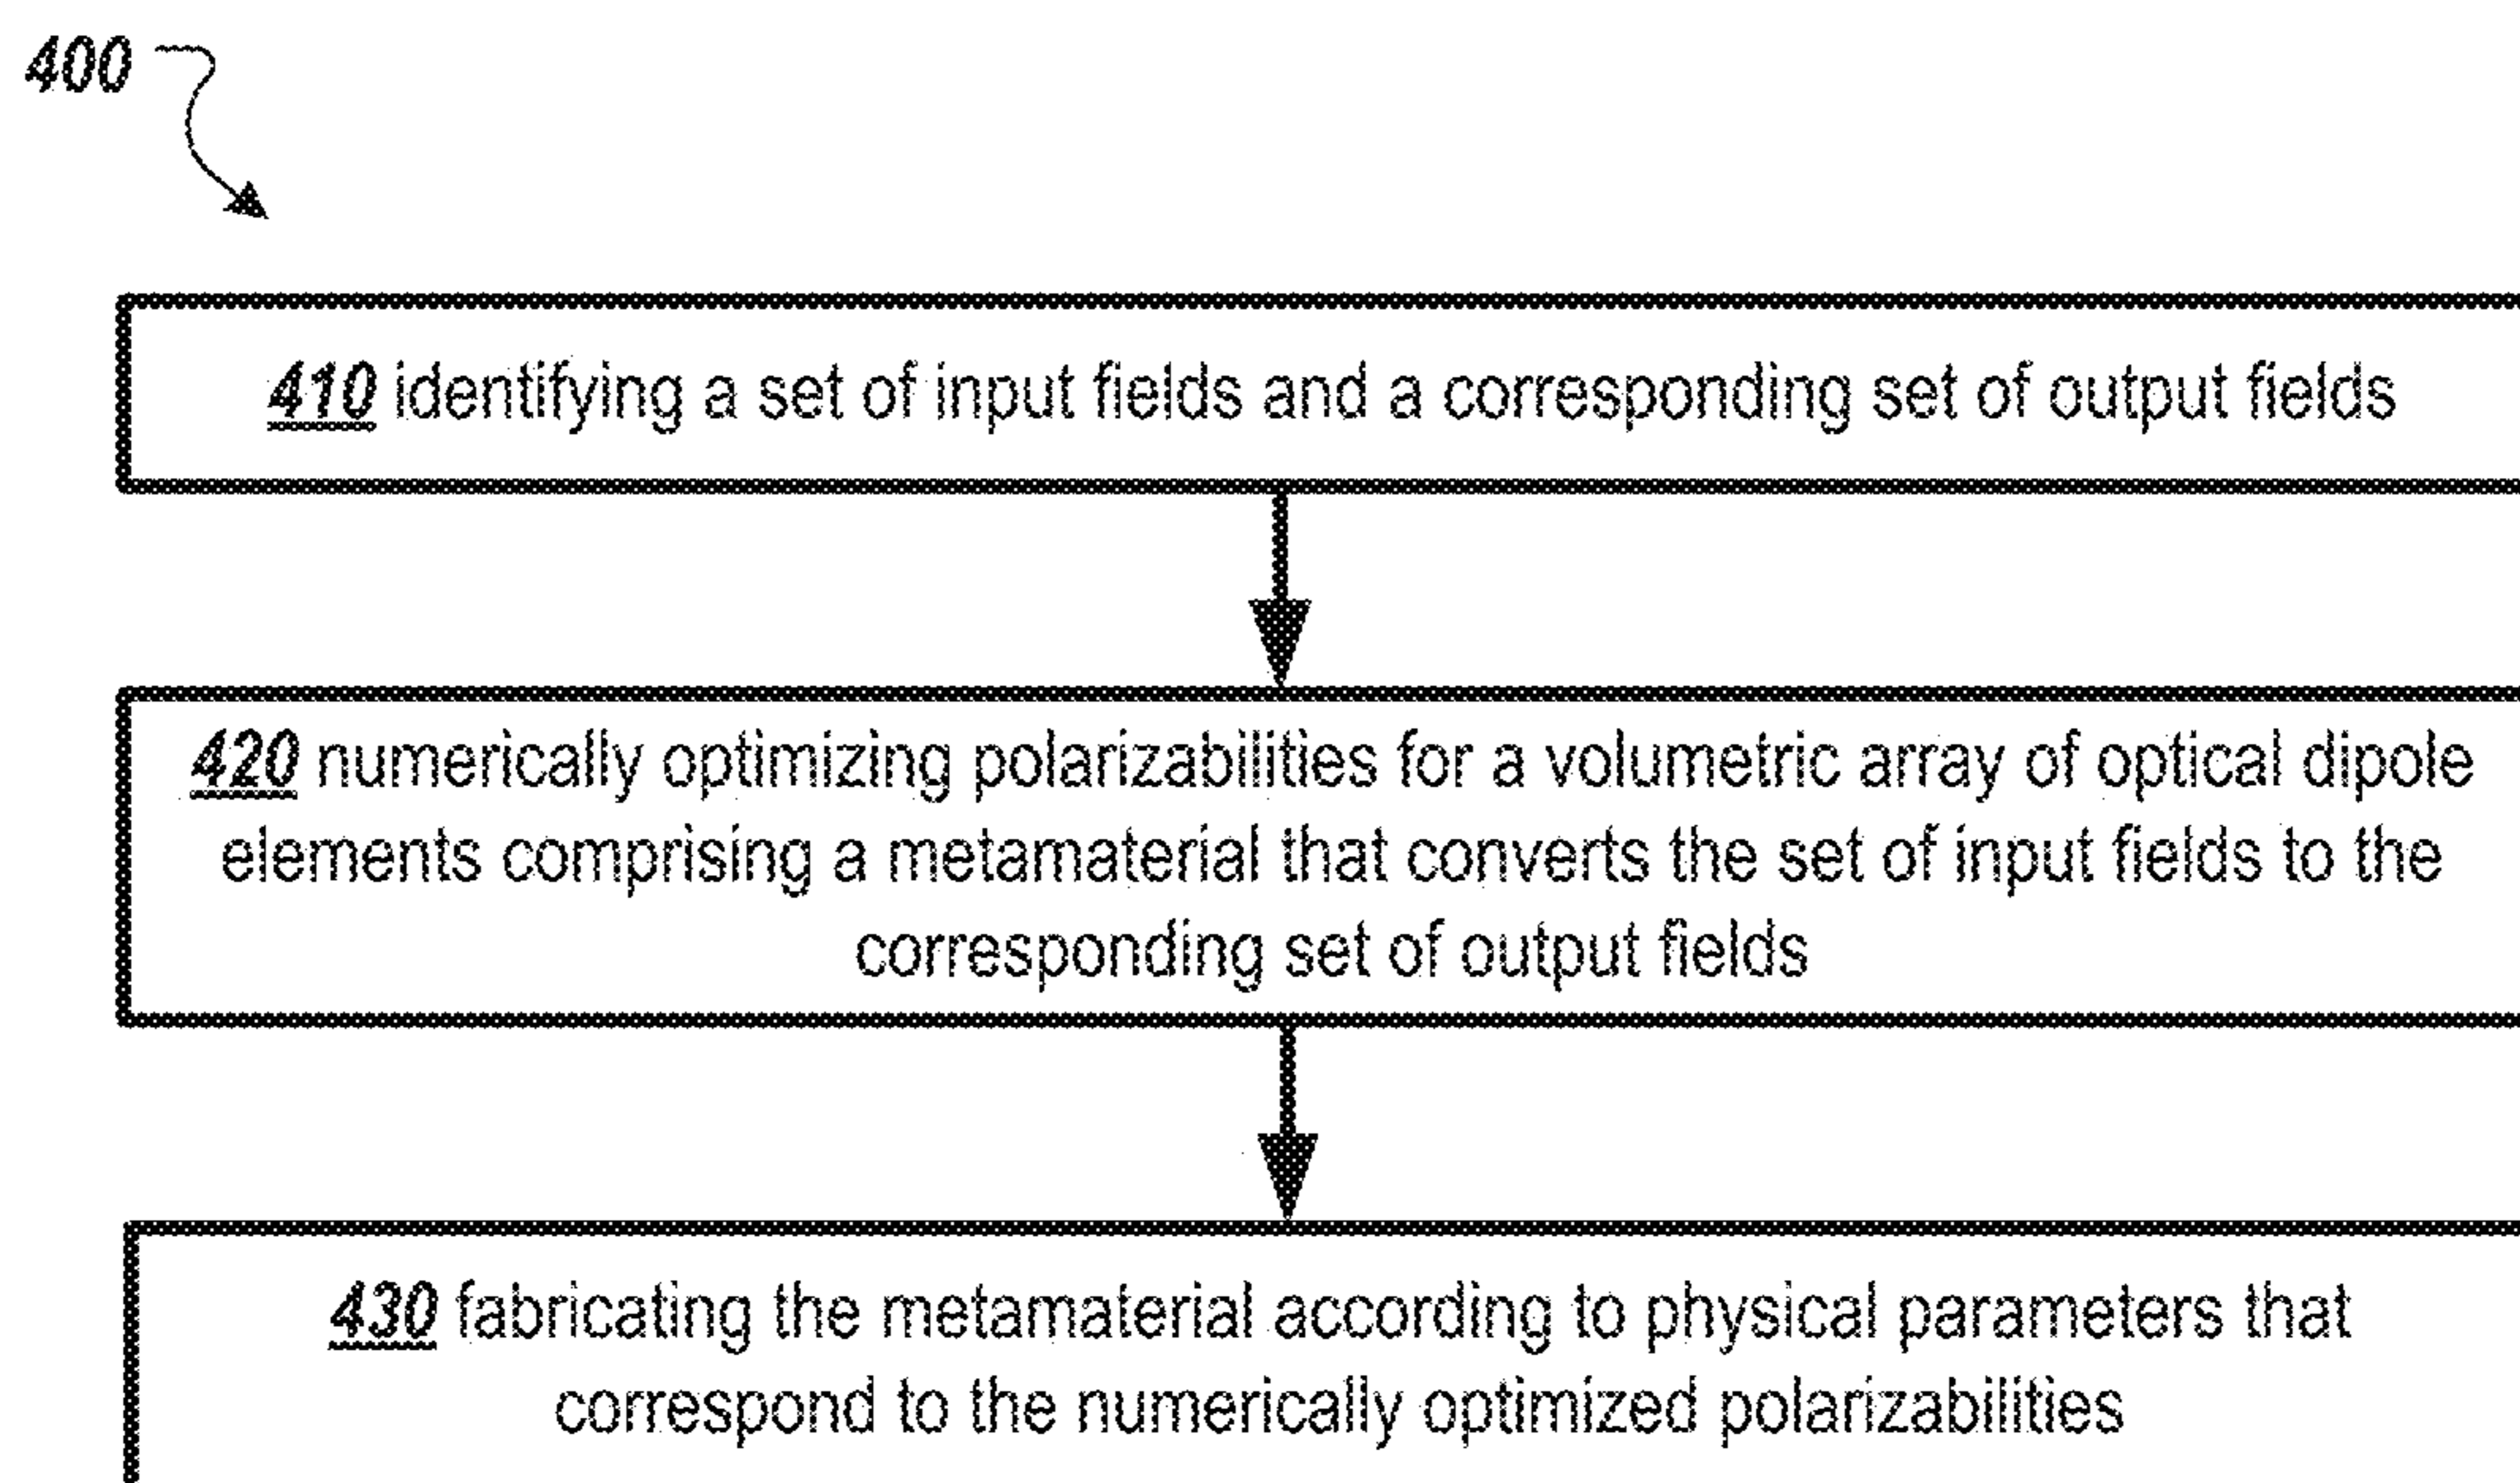 400
410 identifying a set of input fields and a corresponding set of output fields
420 numerically optimizing polarizabilities for a volumetric array of optical dipole
elements comprising a metamaterial that converts the set of input fields to the
corresponding set of output fields
430 fabricating the metamaterial according to physical parameters that
correspond to the numerically optimized polarizabilities